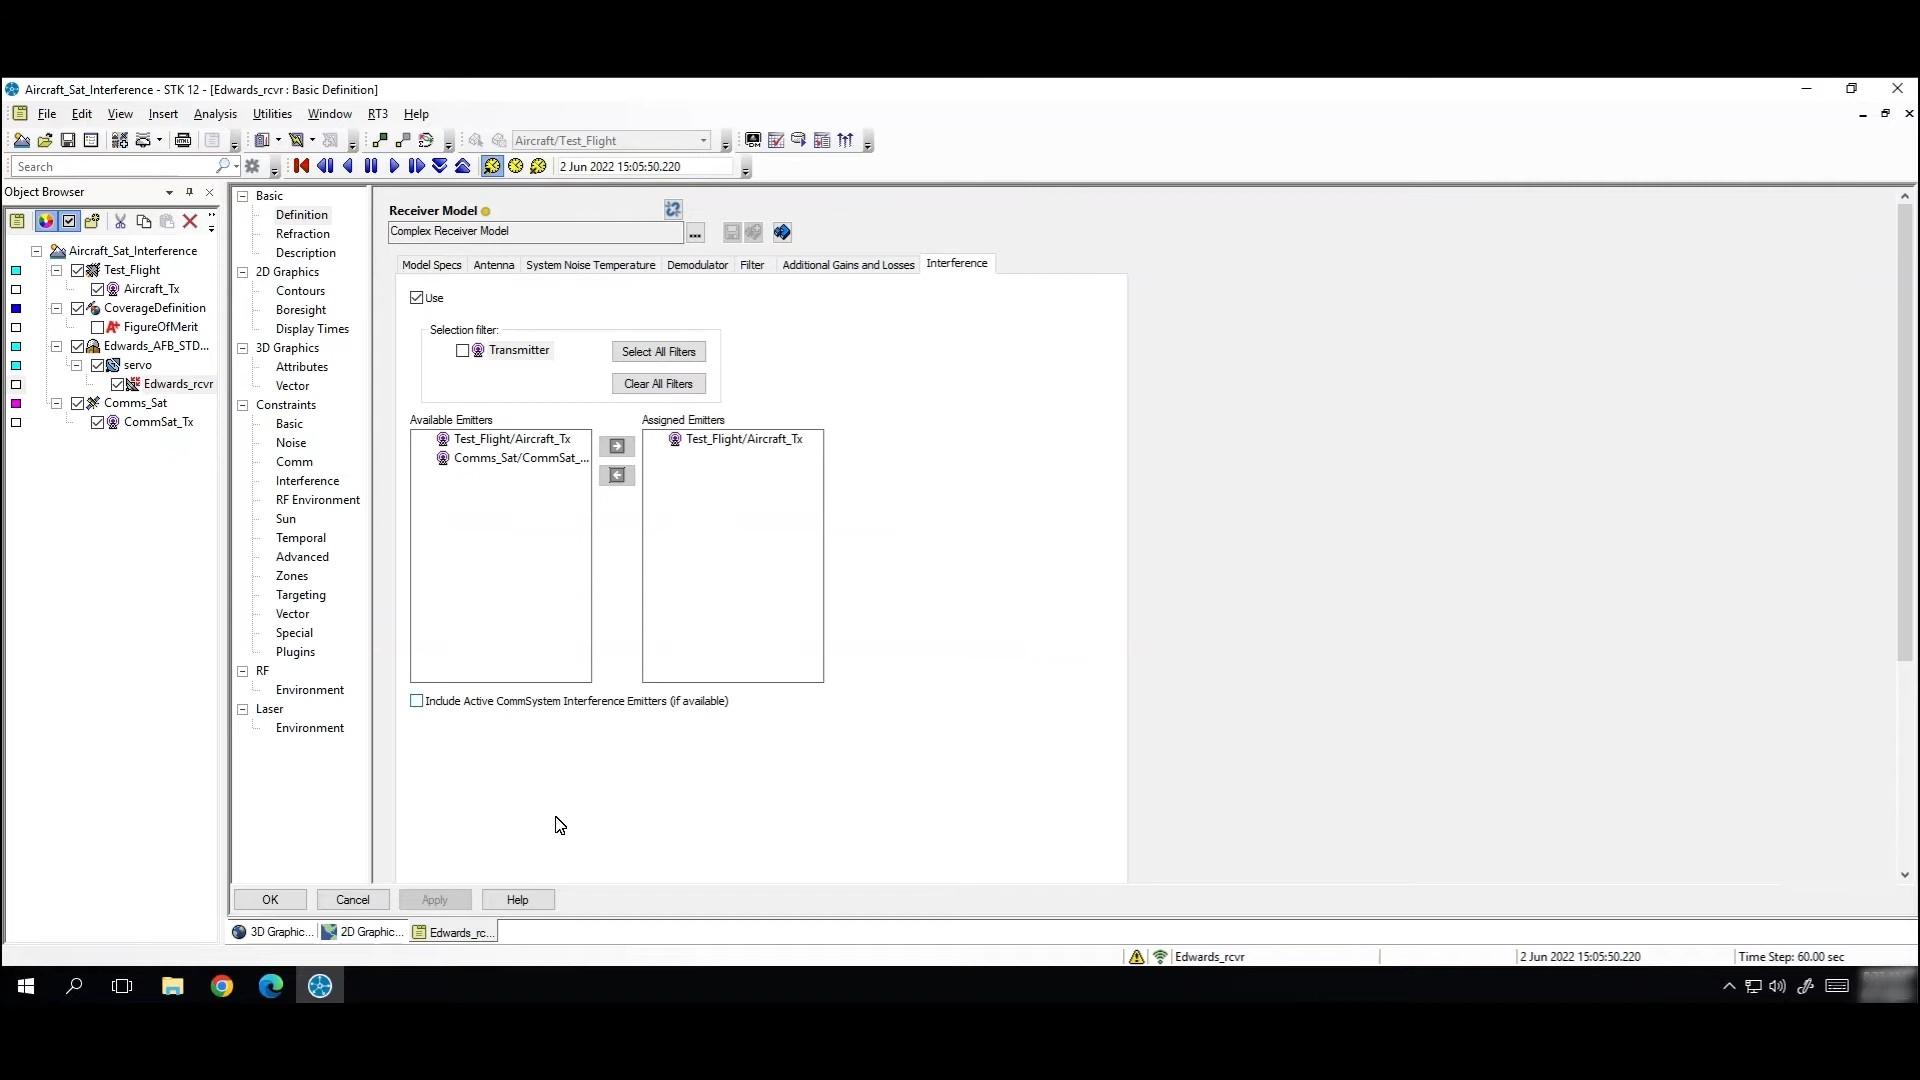 Aircraft_Sat_Interference - STK 12 - [Edwards_rcvr : Basic Definition]
File Edit View Insert Analysis Utilities Window RT3 Help
Aircraft/Test_Flight
Search
2 Jun 2022 15:05:50.220
Object Browser
Aircraft_Sat_Interference
Test_Flight
Aircraft_Tx
CoverageDefinition
FigureOfMerit
Edwards_AFB_STD...
servo
Edwards_rcvr
Comms_Sat
CommSat_Tx
Basic
Definition
Refraction
Description
2D Graphics
Contours
Boresight
Display Times
3D Graphics
Attributes
Vector
Constraints
Basic
Noise
Comm
Interference
RF Environment
Sun
Temporal
Advanced
Zones
Targeting
Vector
Special
Plugins
RF
Environment
Laser
Environment
Receiver Model
Complex Receiver Model
...
Model Specs Antenna System Noise Temperature Demodulator Filter Additional Gains and Losses Interference
Use
Selection filter:
Transmitter
Select All Filters
Clear All Filters
Available Emitters
Test_Flight/Aircraft_Tx
Comms_Sat/CommSat_...
Assigned Emitters
Test_Flight/Aircraft_Tx
Include Active CommSystem Interference Emitters (if available)
OK Cancel Apply Help
3D Graphic... 2D Graphic... Edwards_rc...
Edwards_rcvr 2 Jun 2022 15:05:50.220 Time Step: 60.00 sec